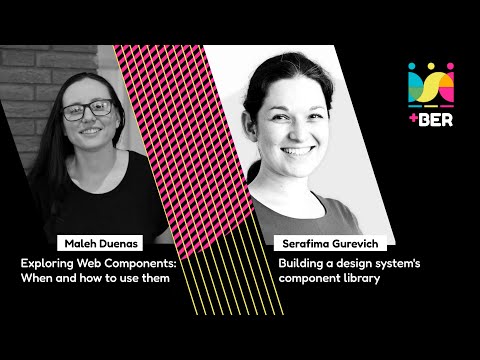 +BER
Maleh Duenas
Exploring Web Components:
When and how to use them
Serafima Gurevich
Building a design system's
component library